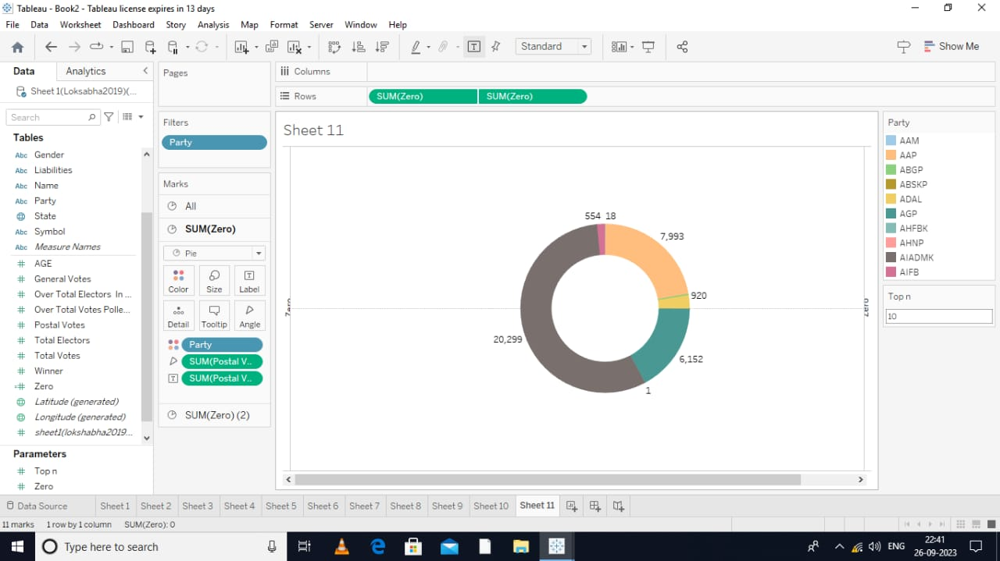 Tableau - Book2 - Tableau license expires in 13 days
File Data Worksheet Dashboard Story Analysis Map Format Server Window Help
Standard
Show Me
Data Analytics
Sheet 1(Loksabha2019)(...
Search
Tables
Abc Gender
Abc Liabilities
Abc Name
Abc Party
State
Abc Symbol
Abc Measure Names
# AGE
# General Votes
# Over Total Electors In ...
# Over Total Votes Polle...
# Postal Votes
# Total Electors
# Total Votes
# Winner
=# Zero
Latitude (generated)
Longitude (generated)
# sheet1(lokshabha2019...
Parameters
# Top n
# Zero
Pages
Filters
Party
Marks
All
SUM(Zero)
Pie
Color Size Label
Detail Tooltip Angle
Party
SUM(Postal V..
SUM(Postal V..
SUM(Zero) (2)
Columns
Rows SUM(Zero) SUM(Zero)
Sheet 11
554 18
7,993
920
Zero
Zero
20,299
6,152
1
Party
AAM
AAP
ABGP
ABSKP
ADAL
AGP
AHFBK
AHNP
AIADMK
AIFB
Top n
10
Data Source Sheet 1 Sheet 2 Sheet 3 Sheet 4 Sheet 5 Sheet 6 Sheet 7 Sheet 8 Sheet 9 Sheet 10 Sheet 11
11 marks 1 row by 1 column SUM(Zero): 0
Type here to search
ENG
22:41
26-09-2023